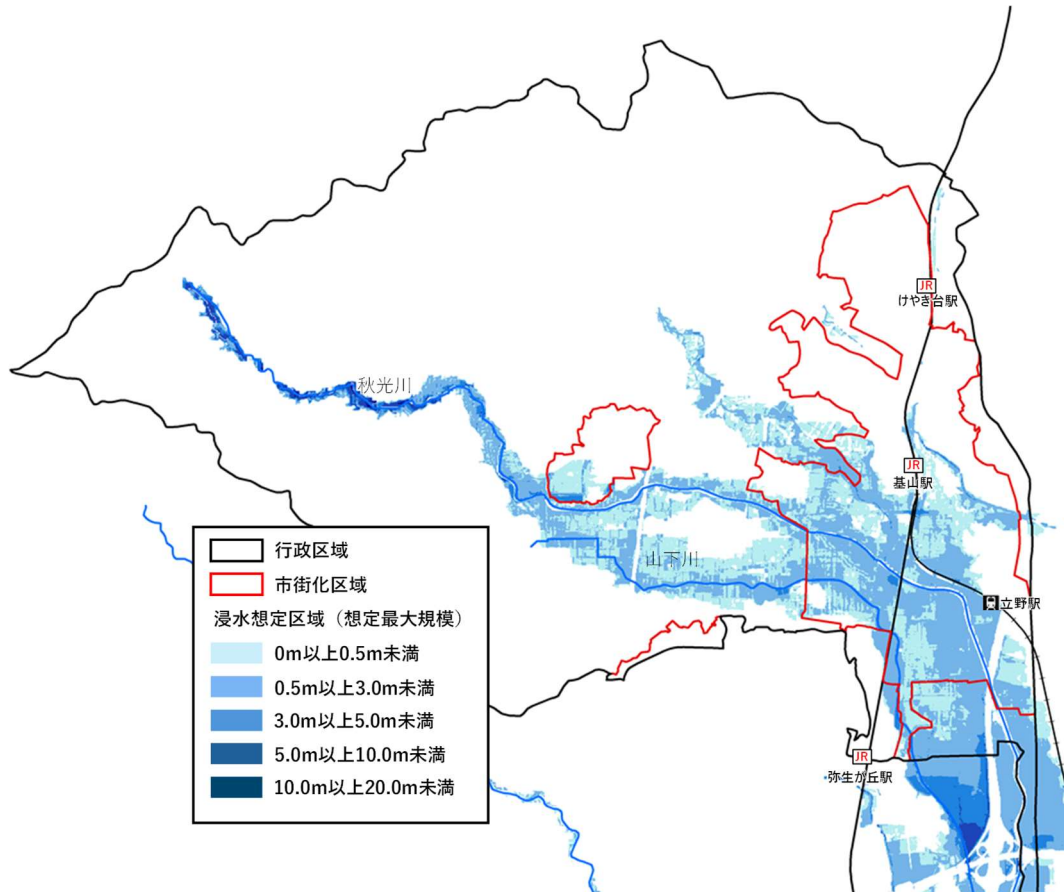 JR
けやき台駅
秋光川
JR
基山駅
山下川
立野駅
JR
弥生が丘駅
行政区域
市街化区域
浸水想定区域（想定最大規模）
0m以上0.5m未満
0.5m以上3.0m未満
3.0m以上5.0m未満
5.0m以上10.0m未満
10.0m以上20.0m未満